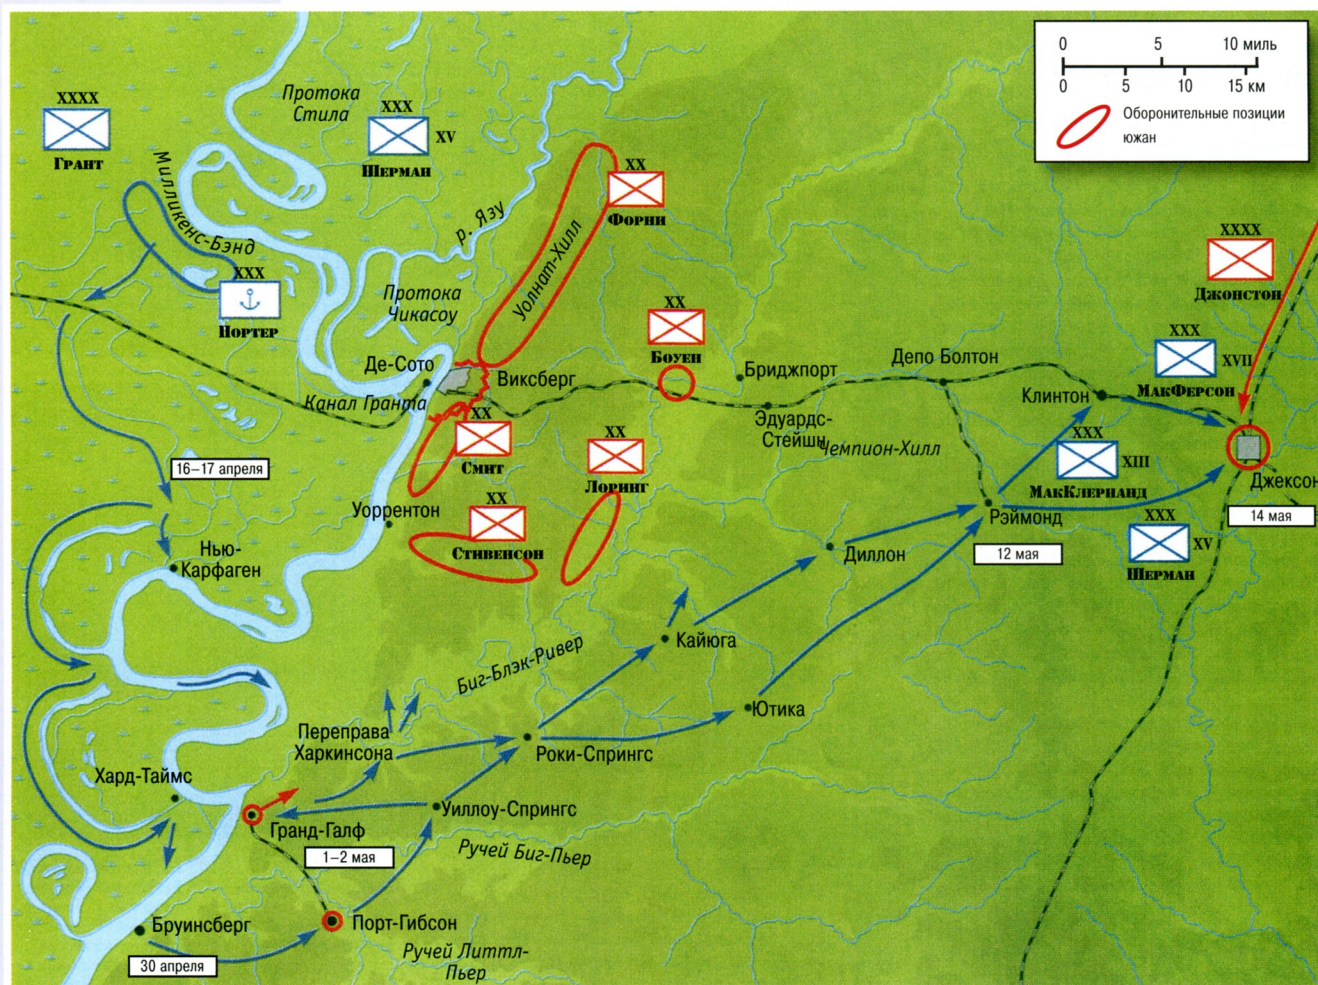 0 5 10 миль
0 5 10 15 км
Оборонительные позиции
южан
XXXX
Грант
Протока
Стила
XXX
XV
Шерман
Милликенс-Бэнд
XXX
Портер
р. Язу
XX
Форни
Уолнат-Хилл
Протока
Чикасоу
XXXX
Джонстон
XX
Боуен
Де-Сото
Виксберг
Канал Гранта
Бриджпорт
Депо Болтон
XXX
XVII
МакФерсон
Клинтон
Эдуардс-
Стейшн
Чемпион-Хилл
XX
Смит
XX
Лоринг
XXX
XIII
МакКлернанд
Джексон
14 мая
16–17 апреля
Уоррентон
XX
Стивенсон
Рэймонд
12 мая
XXX
XV
Шерман
Нью-
Карфаген
Диллон
Кайюга
Биг-Блэк-Ривер
Ютика
Переправа
Харкинсона
Роки-Спрингс
Хард-Таймс
Уиллоу-Спрингс
Гранд-Галф
1–2 мая
Ручей Биг-Пьер
Бруинсберг
Порт-Гибсон
30 апреля
Ручей Литтл-
Пьер